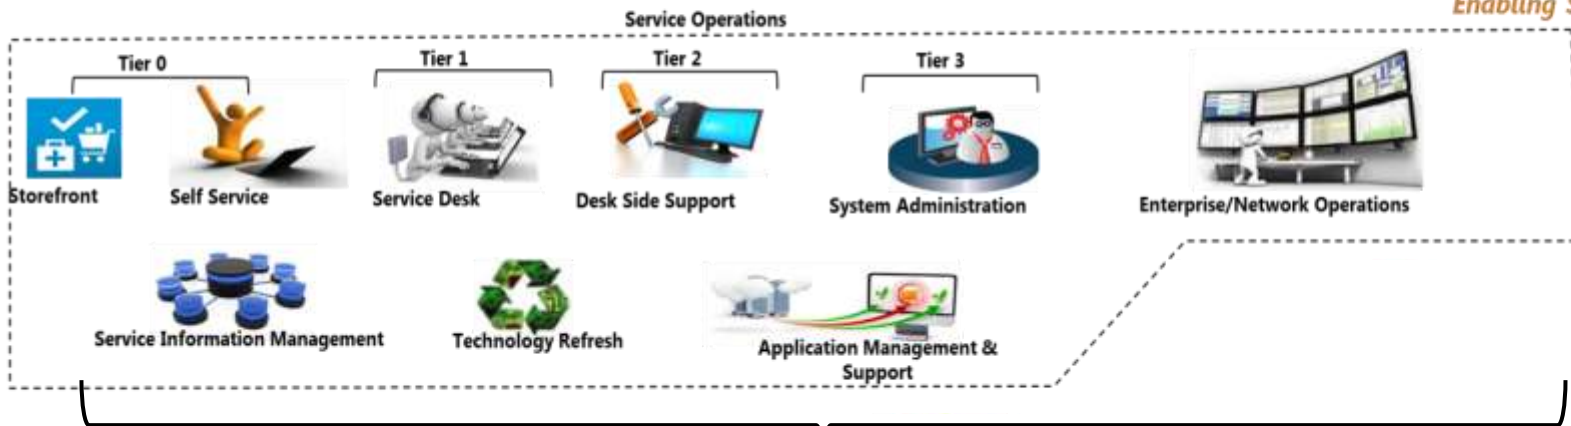 Enabling S
Service Operations
Tier 0
Tier 1
Tier 2
Tier 3
Storefront
Self Service
Service Desk
Desk Side Support
System Administration
Enterprise/Network Operations
Service Information Management
Technology Refresh
Application Management &
Support